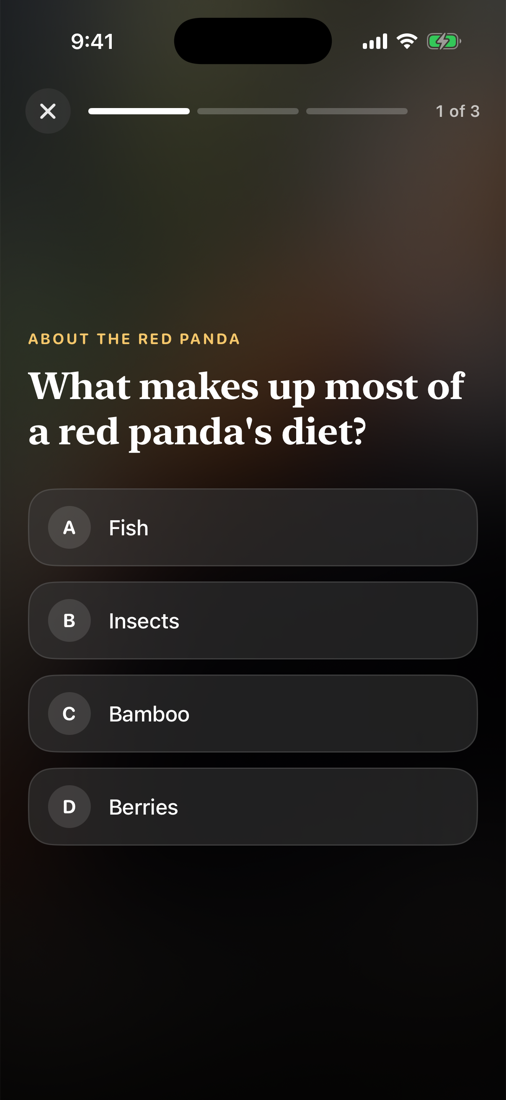 9:41
1 of 3
ABOUT THE RED PANDA
What makes up most of
a red panda's diet?
A Fish
B Insects
C Bamboo
D Berries